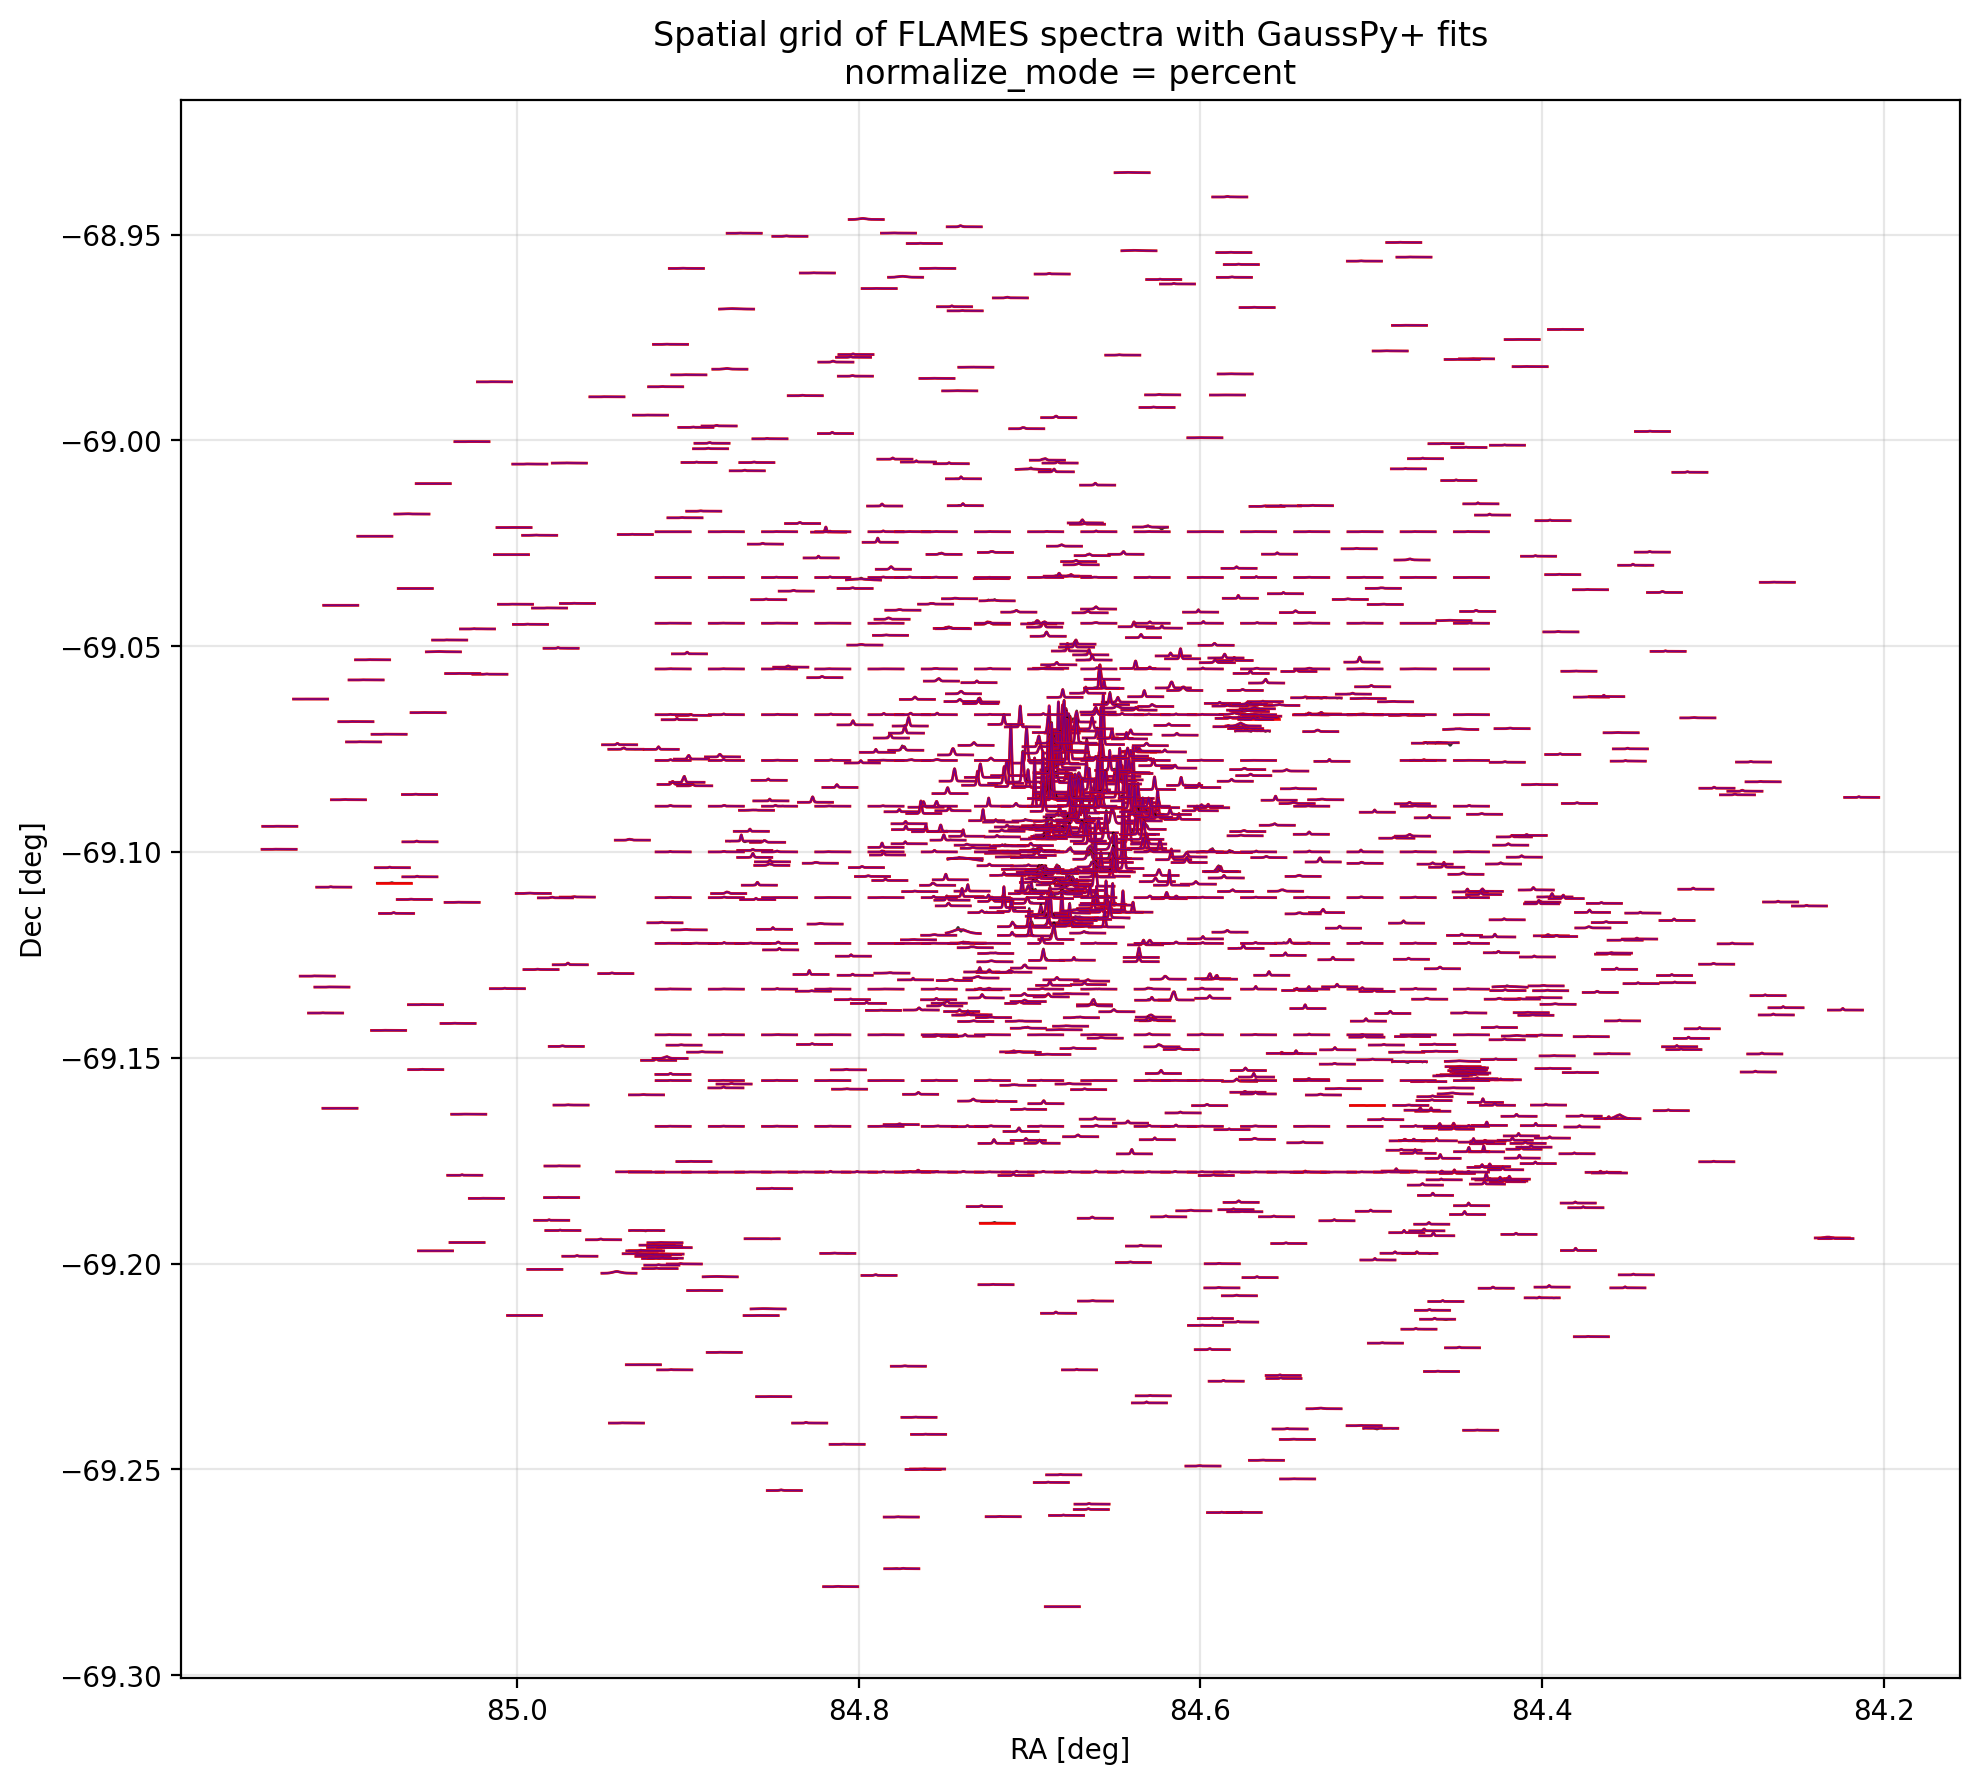 Spatial grid of FLAMES spectra with GaussPy+ fits
normalize_mode = percent
−68.95
−69.00
−69.05
−69.10
−69.15
−69.20
−69.25
−69.30
Dec [deg]
85.0 84.8 84.6 84.4 84.2
RA [deg]